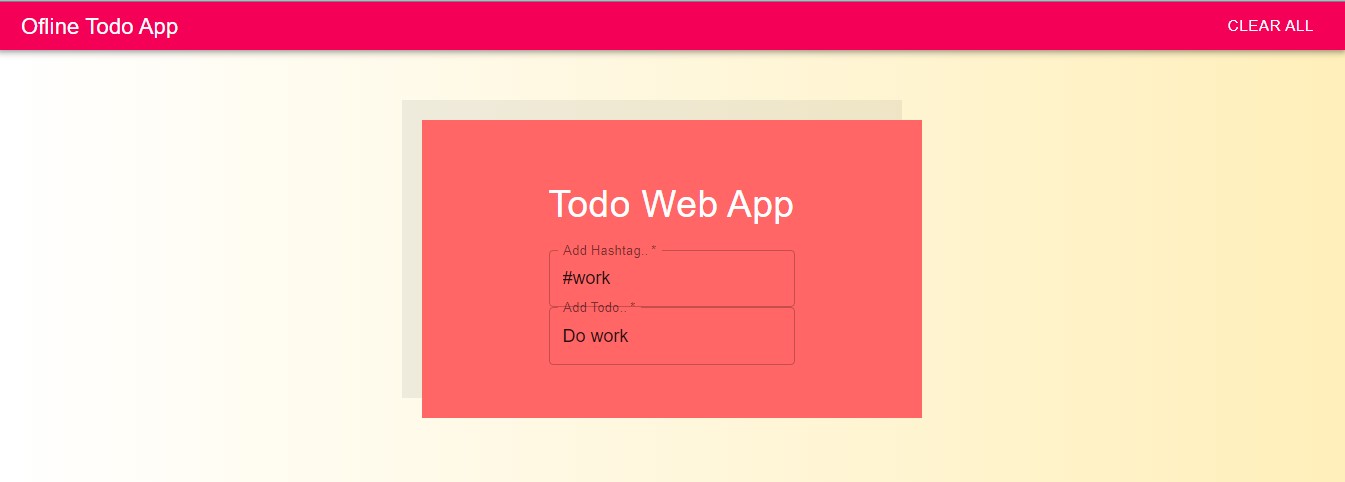 Ofline Todo App
CLEAR ALL
Todo Web App
Add Hashtag.. *
#work
Add Todo.. *
Do work